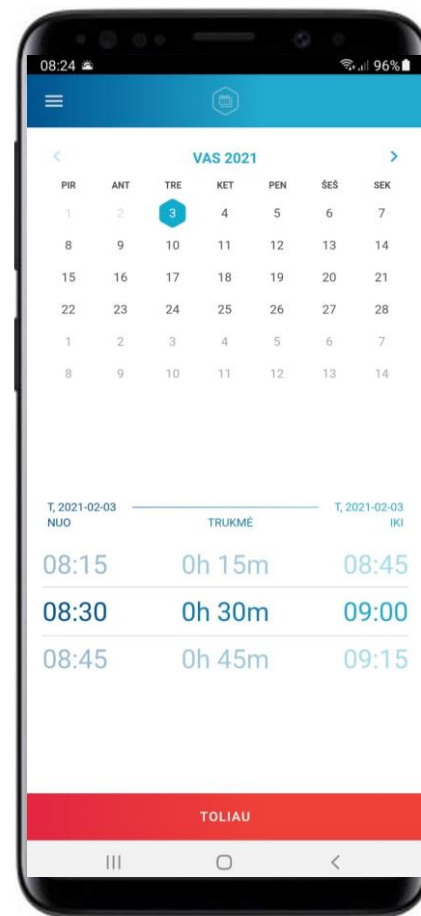 08:24 96%
VAS 2021
PIR ANT TRE KET PEN ŠEŠ SEK
1 2 3 4 5 6 7
8 9 10 11 12 13 14
15 16 17 18 19 20 21
22 23 24 25 26 27 28
1 2 3 4 5 6 7
8 9 10 11 12 13 14
T, 2021-02-03 T, 2021-02-03
NUO TRUKMĖ IKI
08:15 0h 15m 08:45
08:30 0h 30m 09:00
08:45 0h 45m 09:15
TOLIAU